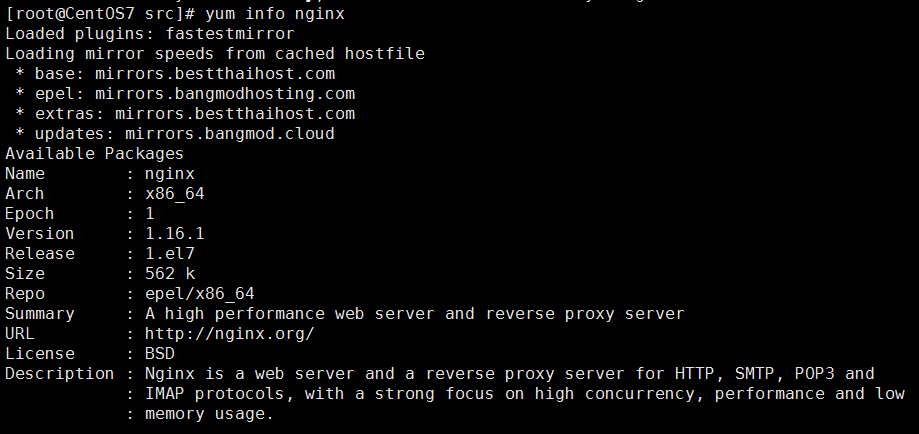 [root@CentOS7 src]# yum info nginx
Loaded plugins: fastestmirror
Loading mirror speeds from cached hostfile
 * base: mirrors.bestthaihost.com
 * epel: mirrors.bangmodhosting.com
 * extras: mirrors.bestthaihost.com
 * updates: mirrors.bangmod.cloud
Available Packages
Name        : nginx
Arch        : x86_64
Epoch       : 1
Version     : 1.16.1
Release     : 1.el7
Size        : 562 k
Repo        : epel/x86_64
Summary     : A high performance web server and reverse proxy server
URL         : http://nginx.org/
License     : BSD
Description : Nginx is a web server and a reverse proxy server for HTTP, SMTP, POP3 and
            : IMAP protocols, with a strong focus on high concurrency, performance and low
            : memory usage.